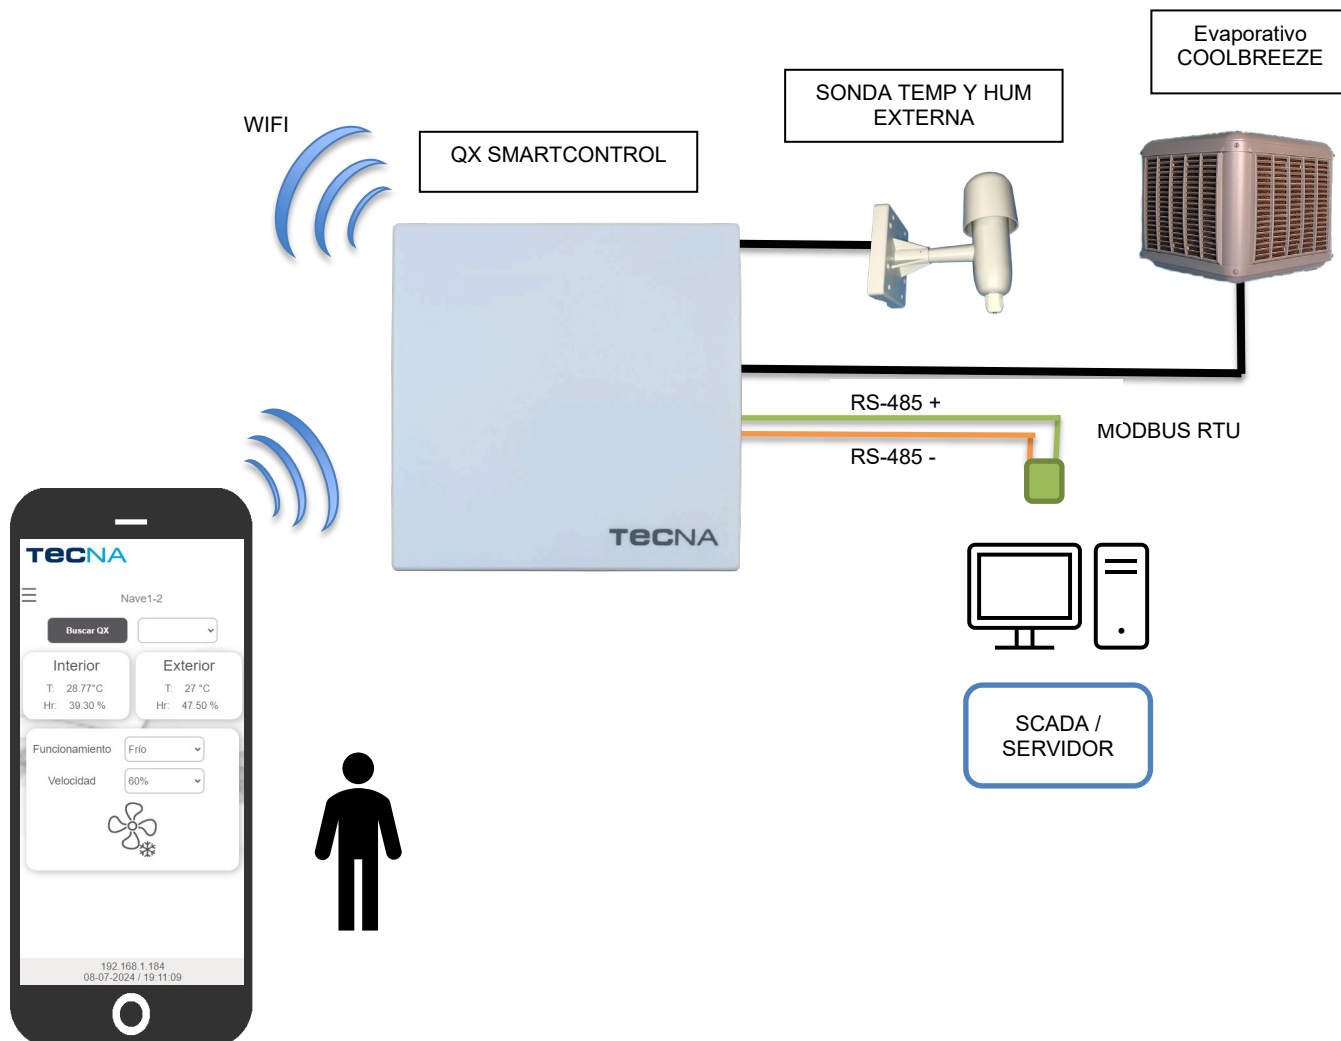 Evaporativo
COOLBREEZE
SONDA TEMP Y HUM
EXTERNA
WIFI
QX SMARTCONTROL
RS-485 +
MODBUS RTU
RS-485 -
TECNA
TECNA
Nave1-2
Buscar QX
Interior
T: 28.77°C
Hr: 39.30 %
Exterior
T: 27 °C
Hr: 47.50 %
Funcionamiento Frío
Velocidad 60%
192.168.1.184
08-07-2024 / 19:11:09
SCADA /
SERVIDOR